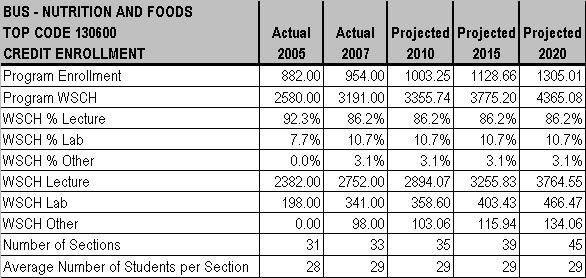 BUS - NUTRITION AND FOODS
TOP CODE 130600 Actual Actual Projected Projected Projected
CREDIT ENROLLMENT 2005 2007 2010 2015 2020
Program Enrollment 882.00 954.00 1003.25 1128.66 1305.01
Program WSCH 2580.00 3191.00 3355.74 3775.20 4365.08
WSCH % Lecture 92.3% 86.2% 86.2% 86.2% 86.2%
WSCH % Lab 7.7% 10.7% 10.7% 10.7% 10.7%
WSCH % Other 0.0% 3.1% 3.1% 3.1% 3.1%
WSCH Lecture 2382.00 2752.00 2894.07 3255.83 3764.55
WSCH Lab 198.00 341.00 358.60 403.43 466.47
WSCH Other 0.00 98.00 103.06 115.94 134.06
Number of Sections 31 33 35 39 45
Average Number of Students per Section 28 29 29 29 29